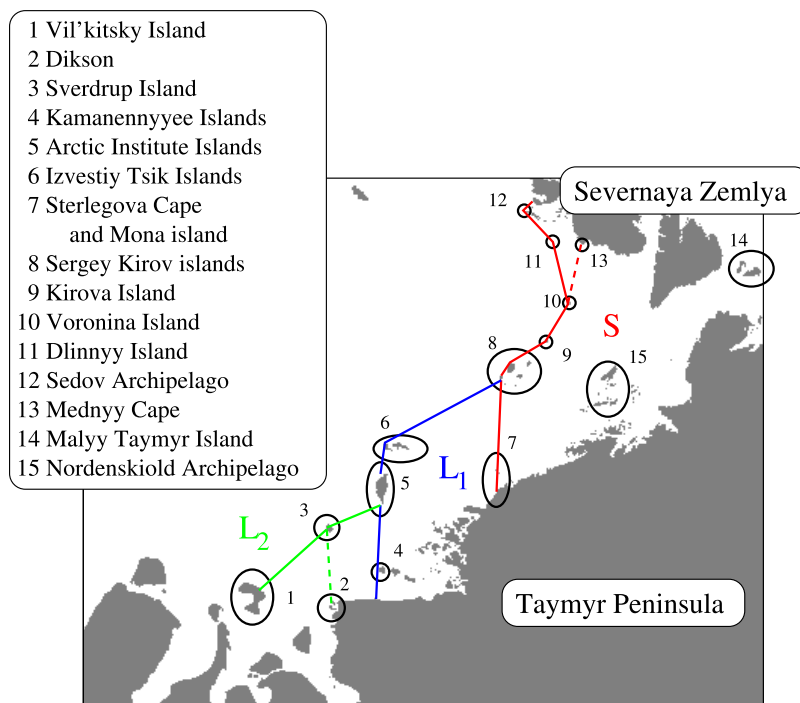 1 Vil'kitsky Island
2 Dikson
3 Sverdrup Island
4 Kamanennyyee Islands
5 Arctic Institute Islands
6 Izvestiy Tsik Islands
7 Sterlegova Cape
and Mona island
8 Sergey Kirov islands
9 Kirova Island
10 Voronina Island
11 Dlinnyy Island
12 Sedov Archipelago
13 Mednyy Cape
14 Malyy Taymyr Island
15 Nordenskiold Archipelago
Severnaya Zemlya
12
11
13
14
10
S
9
8
15
6
7
L1
5
3
L2
4
2
1
Taymyr Peninsula